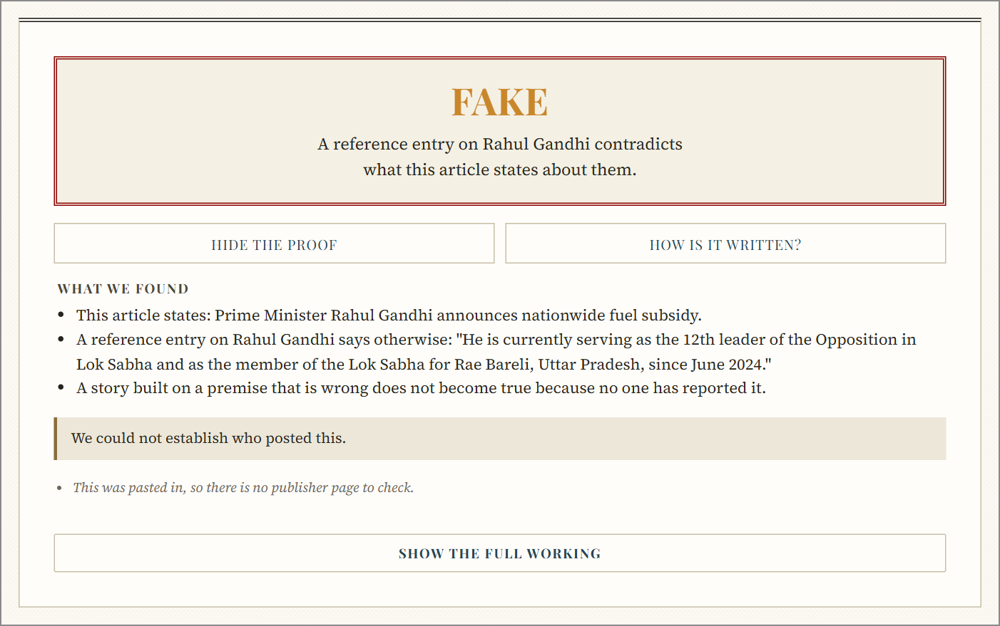 FAKE
A reference entry on Rahul Gandhi contradicts
what this article states about them.
HIDE THE PROOF
HOW IS IT WRITTEN?
WHAT WE FOUND
• This article states: Prime Minister Rahul Gandhi announces nationwide fuel subsidy.
• A reference entry on Rahul Gandhi says otherwise: "He is currently serving as the 12th leader of the Opposition in
Lok Sabha and as the member of the Lok Sabha for Rae Bareli, Uttar Pradesh, since June 2024."
• A story built on a premise that is wrong does not become true because no one has reported it.
We could not establish who posted this.
• This was pasted in, so there is no publisher page to check.
SHOW THE FULL WORKING